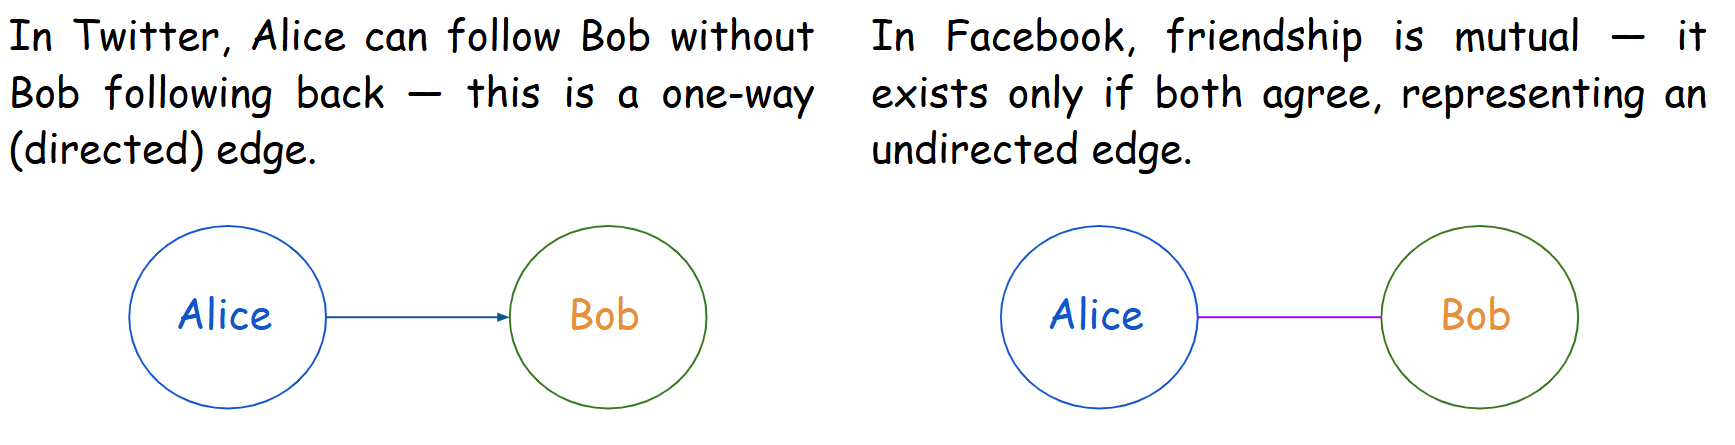 In Twitter, Alice can follow Bob without
Bob following back — this is a one-way
(directed) edge.
Alice
Bob
In Facebook, friendship is mutual — it
exists only if both agree, representing an
undirected edge.
Alice
Bob